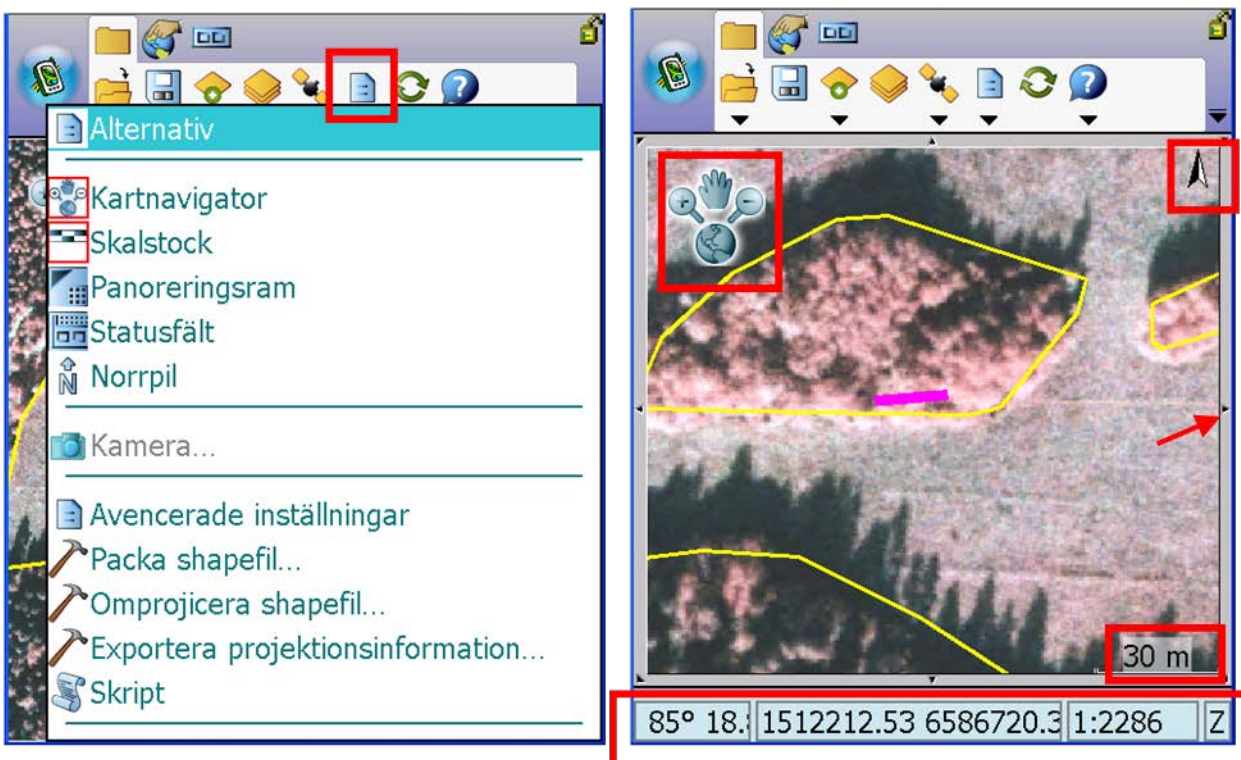 Alternativ
Kartnavigator
Skalstock
Panoreringsram
Statusfält
N Norrpil
Kamera...
Avencerade inställningar
Packa shapefil...
Omprojicera shapefil...
Exportera projektionsinformation...
Skript
?
?
30 m
85° 18. 1512212.53 6586720.3 1:2286 Z